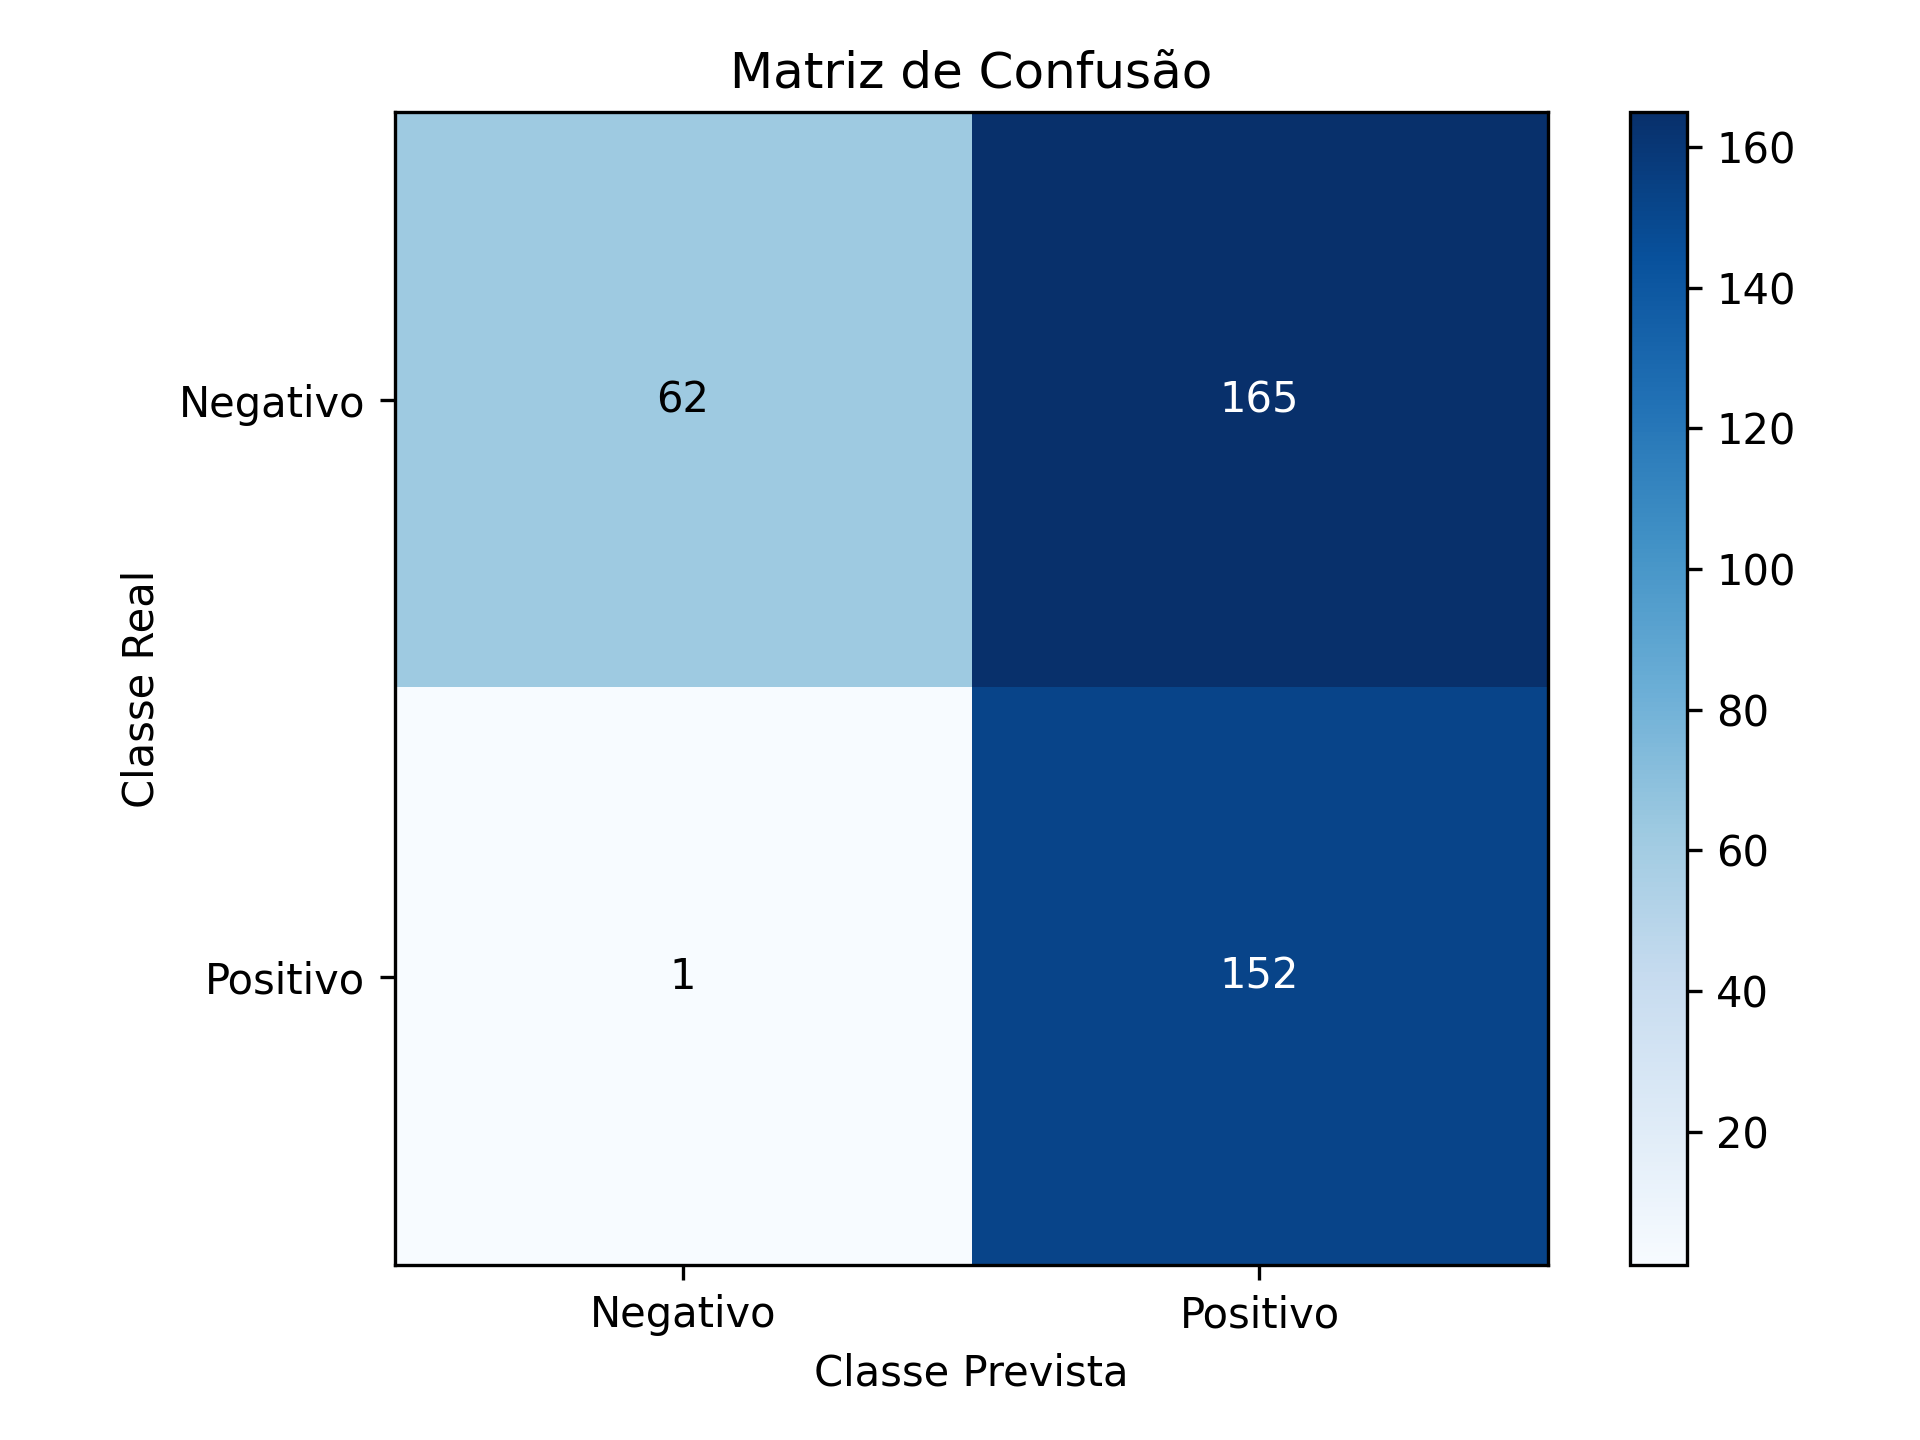 Matriz de Confusão
Classe Real
Negativo
62
165
Positivo
1
152
Negativo
Positivo
Classe Prevista
160
140
120
100
80
60
40
20